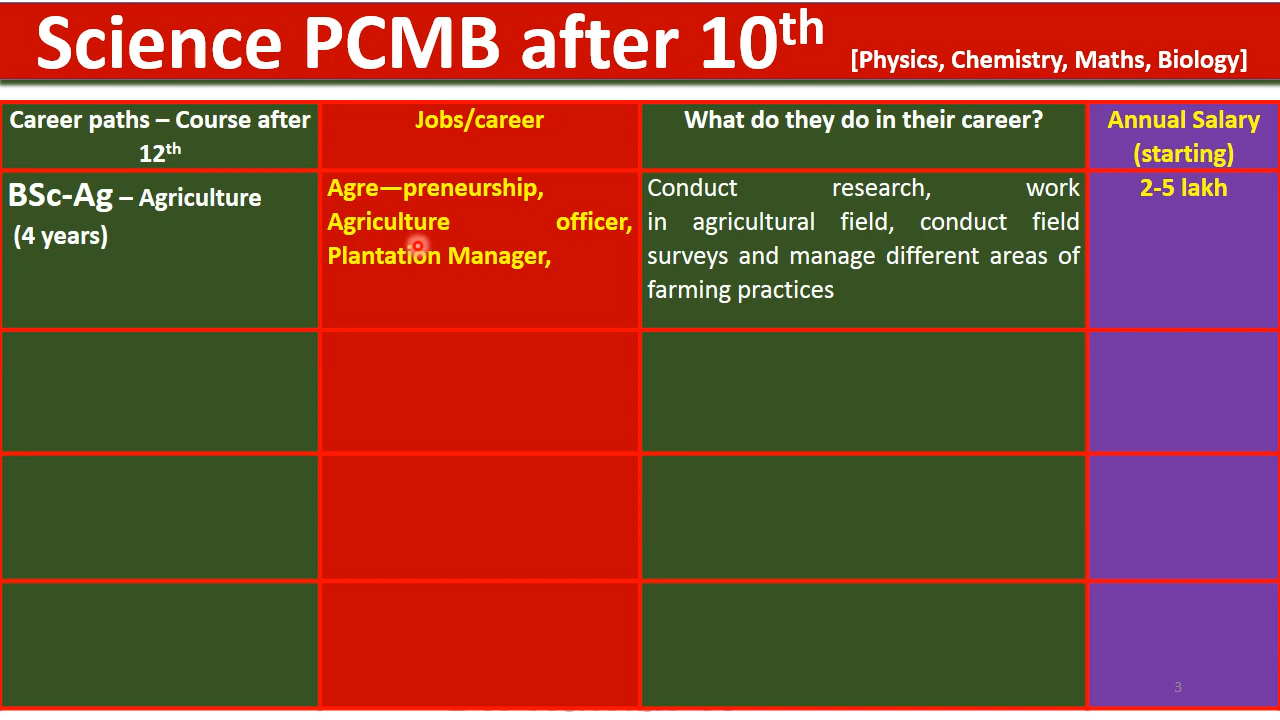 Science PCMB after 10th [Physics, Chemistry, Maths, Biology]
Career paths – Course after
12th
Jobs/career
What do they do in their career?
Annual Salary
(starting)
BSc-Ag – Agriculture
(4 years)
Agre—preneurship,
Agriculture officer,
Plantation Manager,
Conduct research, work
in agricultural field, conduct field
surveys and manage different areas of
farming practices
2-5 lakh
3